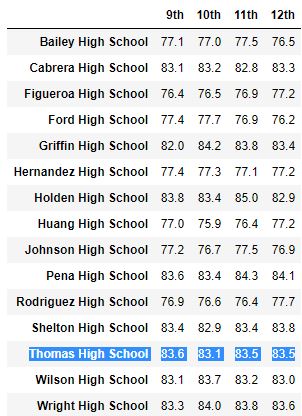 9th 10th 11th 12th
Bailey High School 77.1 77.0 77.5 76.5
Cabrera High School 83.1 83.2 82.8 83.3
Figueroa High School 76.4 76.5 76.9 77.2
Ford High School 77.4 77.7 76.9 76.2
Griffin High School 82.0 84.2 83.8 83.4
Hernandez High School 77.4 77.3 77.1 77.2
Holden High School 83.8 83.4 85.0 82.9
Huang High School 77.0 75.9 76.4 77.2
Johnson High School 77.2 76.7 77.5 76.9
Pena High School 83.6 83.4 84.3 84.1
Rodriguez High School 76.9 76.6 76.4 77.7
Shelton High School 83.4 82.9 83.4 83.8
Thomas High School 83.6 83.1 83.5 83.5
Wilson High School 83.1 83.7 83.2 83.0
Wright High School 83.3 84.0 83.8 83.6